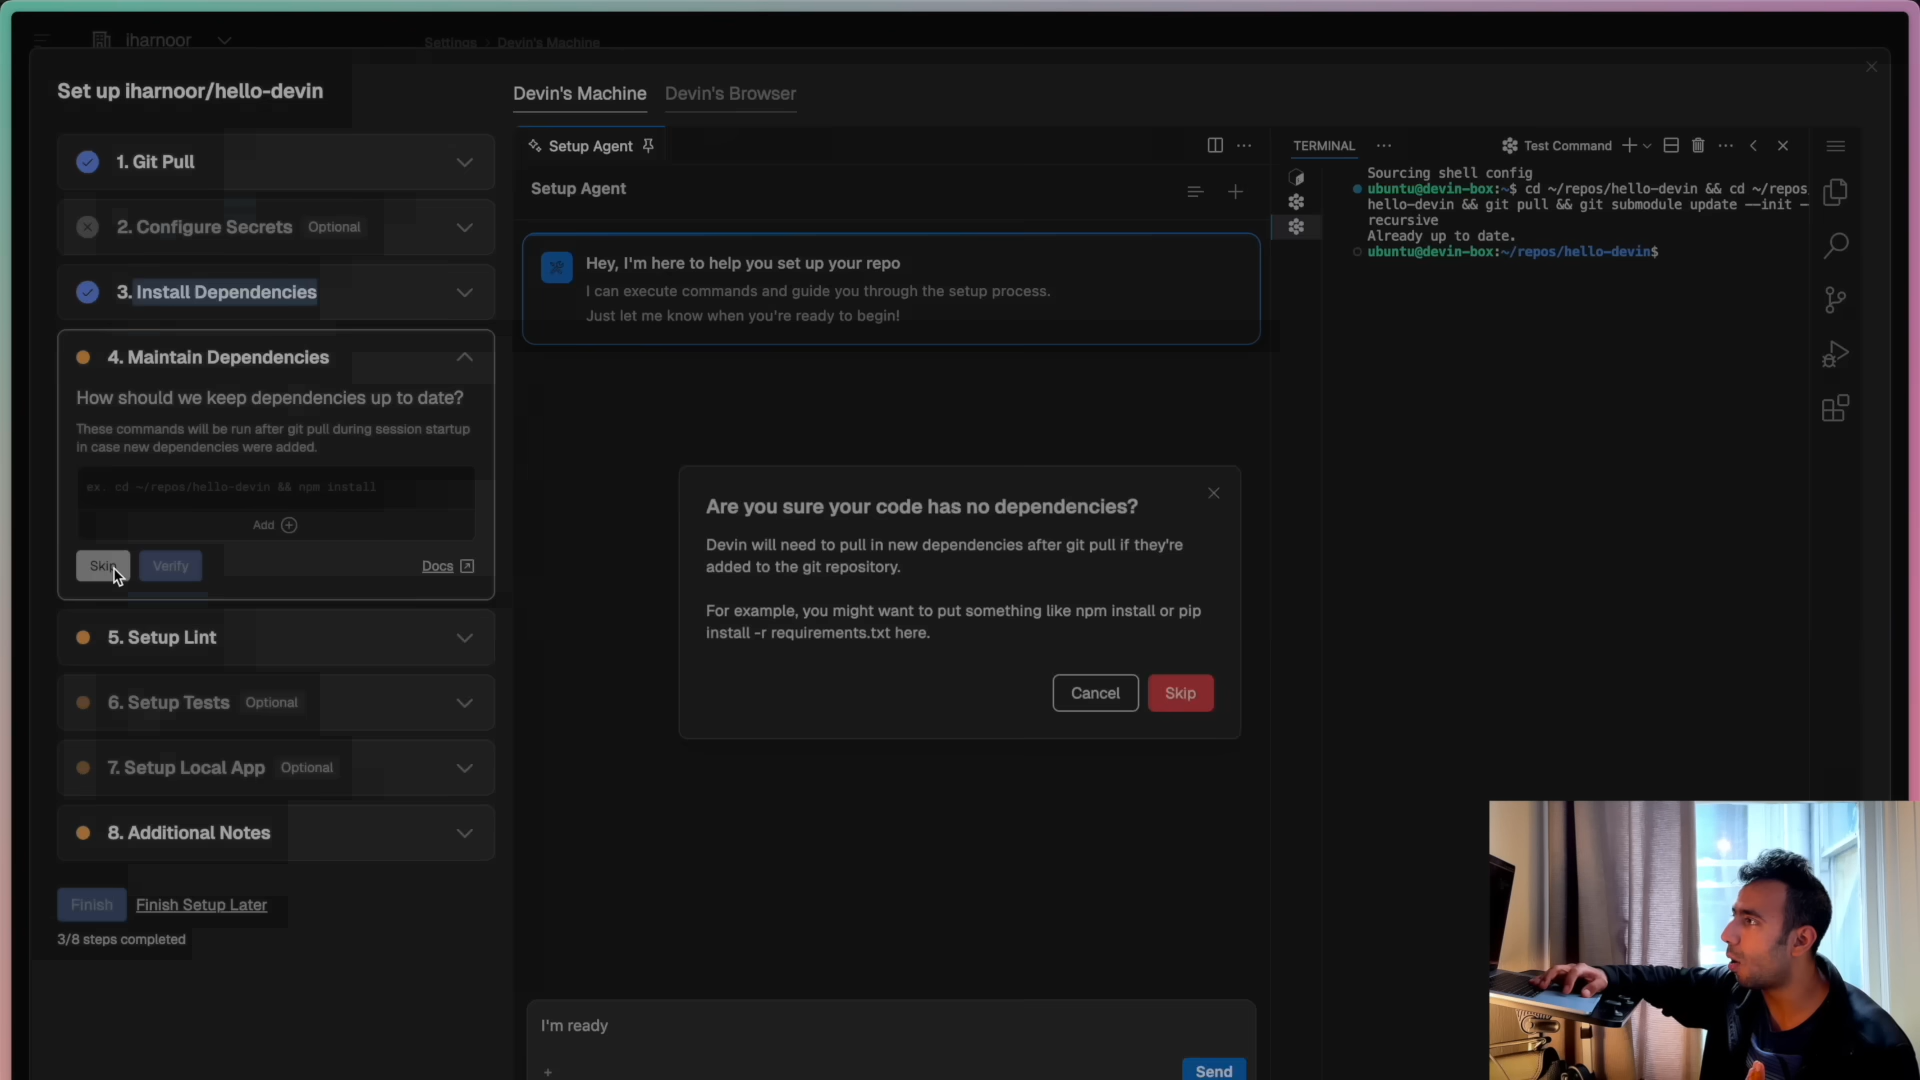 iharnoor
Settings > Devin's Machine
Set up iharnoor/hello-devin
1. Git Pull
2. Configure Secrets Optional
3. Install Dependencies
4. Maintain Dependencies
How should we keep dependencies up to date?
These commands will be run after git pull during session startup
in case new dependencies were added.
ex. cd ~/repos/hello-devin && npm install
Add
Skip Verify Docs
5. Setup Lint
6. Setup Tests Optional
7. Setup Local App Optional
8. Additional Notes
Finish Finish Setup Later
3/8 steps completed
Devin's Machine Devin's Browser
Setup Agent
Setup Agent
Hey, I'm here to help you set up your repo
I can execute commands and guide you through the setup process.
Just let me know when you're ready to begin!
Are you sure your code has no dependencies?
Devin will need to pull in new dependencies after git pull if they're
added to the git repository.
For example, you might want to put something like npm install or pip
install -r requirements.txt here.
Cancel Skip
I'm ready
Send
TERMINAL Test Command
Sourcing shell config
ubuntu@devin-box:~$ cd ~/repos/hello-devin && cd ~/repos
hello-devin && git pull && git submodule update --init -
recursive
Already up to date.
ubuntu@devin-box:~/repos/hello-devin$